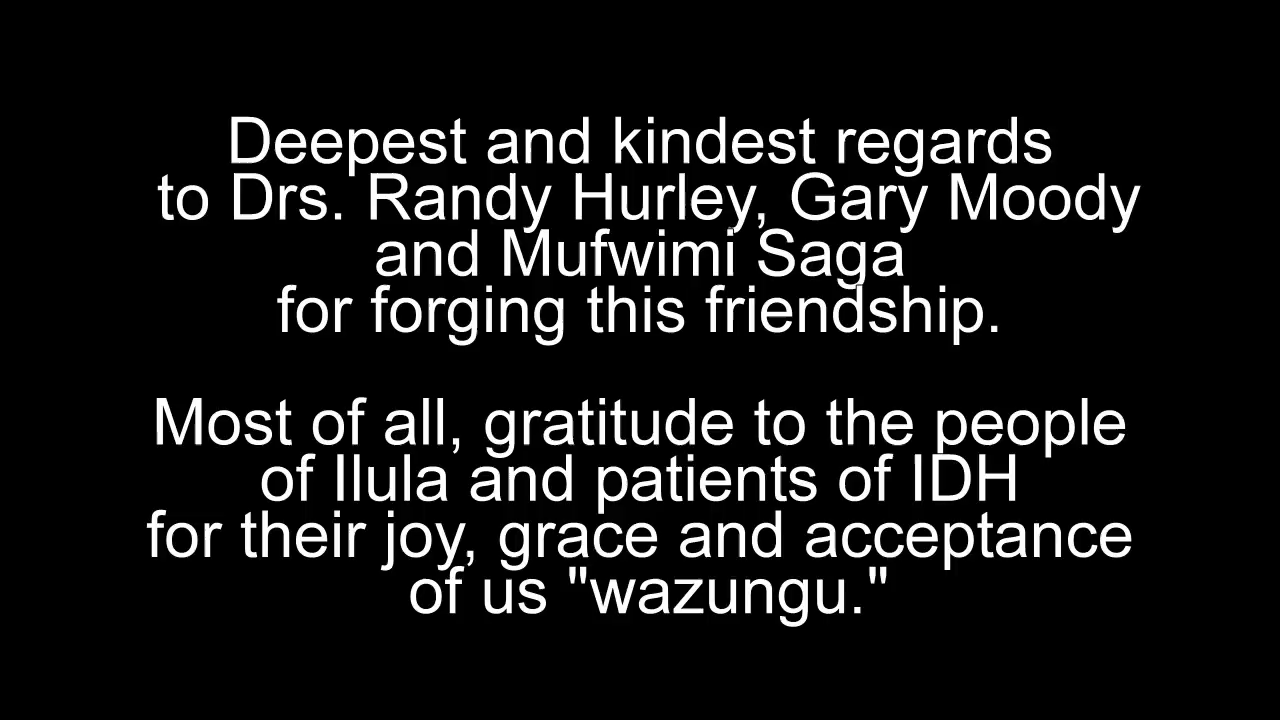 Deepest and kindest regards
to Drs. Randy Hurley, Gary Moody
and Mufwimi Saga
for forging this friendship.
Most of all, gratitude to the people
of Ilula and patients of IDH
for their joy, grace and acceptance
of us "wazungu."